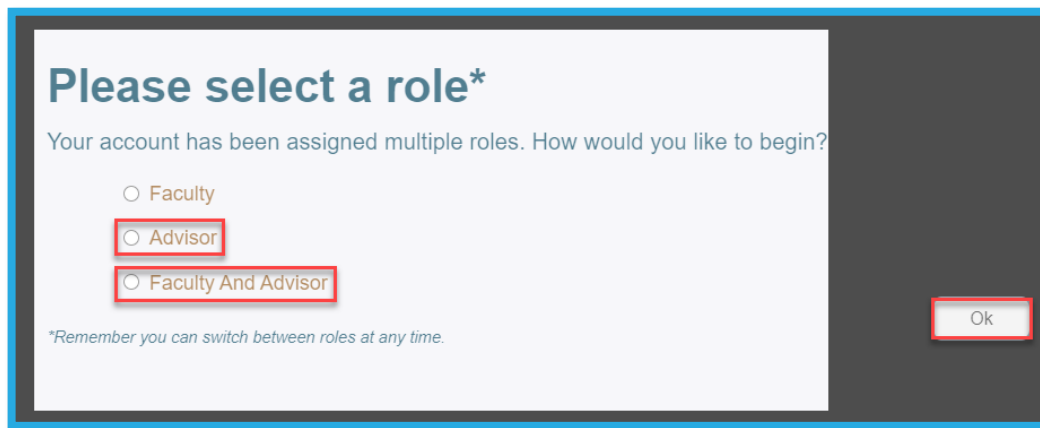 Please select a role*
Your account has been assigned multiple roles. How would you like to begin?
Faculty
Advisor
Faculty And Advisor
*Remember you can switch between roles at any time.
Ok